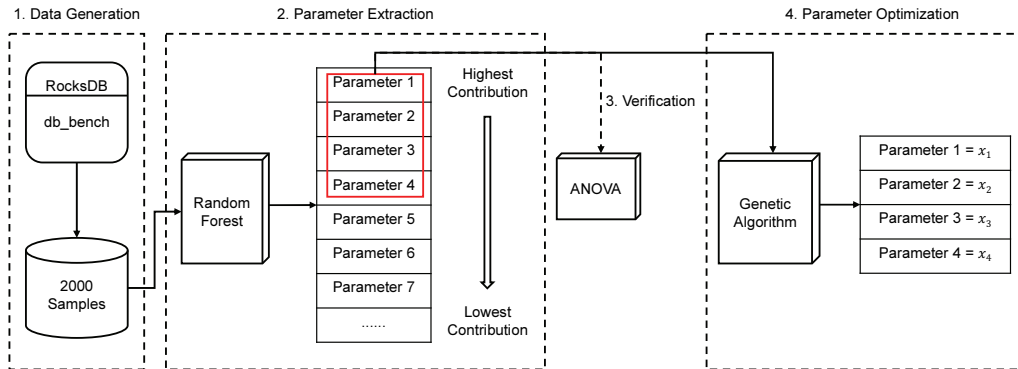 1. Data Generation
2. Parameter Extraction
4. Parameter Optimization
RocksDB
db_bench
2000
Samples
Random
Forest
Parameter 1
Parameter 2
Parameter 3
Parameter 4
Parameter 5
Parameter 6
Parameter 7
......
Highest
Contribution
Lowest
Contribution
3. Verification
ANOVA
Genetic
Algorithm
Parameter 1 = x₁
Parameter 2 = x₂
Parameter 3 = x₃
Parameter 4 = x₄